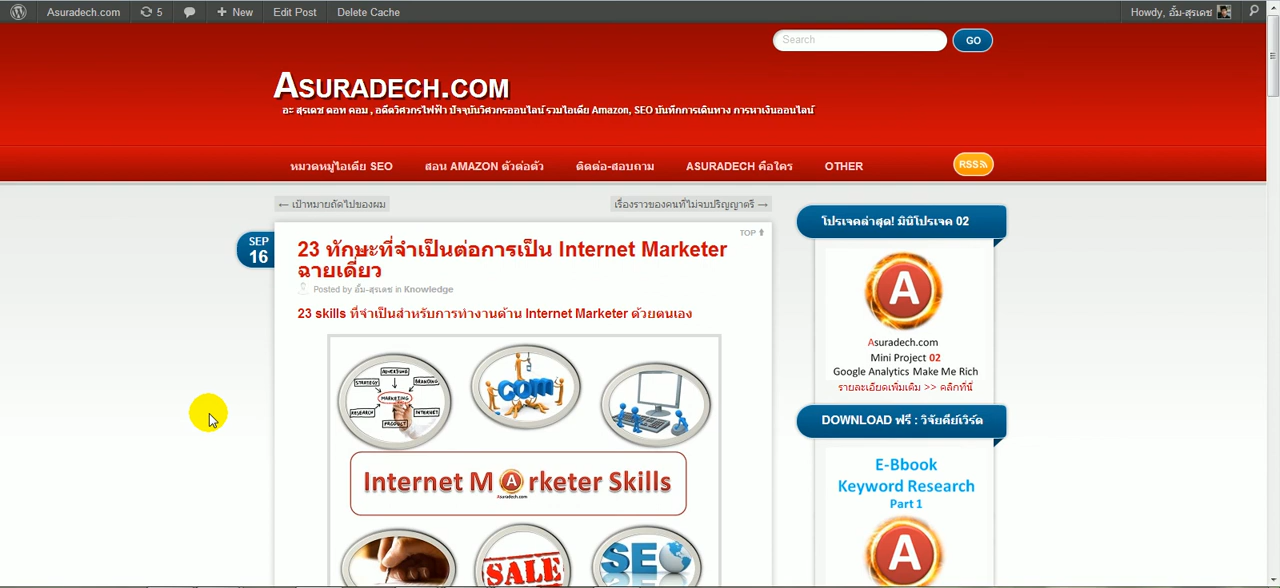 Asuradech.com
5
New
Edit Post
Delete Cache
Howdy, อั้ม-สุรเดช
Search
GO
ASURADECH.COM
อะ สุรเดช ดอท คอม , อดีตวิศวกรไฟฟ้า ปัจจุบันวิศวกรออนไลน์ รวมไอเดีย Amazon, SEO บันทึกการเดินทาง การหาเงินออนไลน์
หมวดหมู่ไอเดีย SEO
สอน AMAZON ตัวต่อตัว
ติดต่อ-สอบถาม
ASURADECH คือใคร
OTHER
RSS
← เป้าหมายถัดไปของผม
เรื่องราวของคนที่ไม่จบปริญญาตรี →
TOP
SEP
16
23 ทักษะที่จำเป็นต่อการเป็น Internet Marketer
ฉายเดี่ยว
Posted by อั้ม-สุรเดช in Knowledge
23 skills ที่จำเป็นสำหรับการทำงานด้าน Internet Marketer ด้วยตนเอง
ADVERTISE
STRATEGY
BRANDING
MARKETING
RESEARCH
INTERNET
PRODUCT
.com
Internet MArketer Skills
Asuradech.com
SALE
SEO
โปรเจคล่าสุด! มินิโปรเจค 02
A
Asuradech.com
Mini Project 02
Google Analytics Make Me Rich
รายละเอียดเพิ่มเติม >> คลิกที่นี่
DOWNLOAD ฟรี : วิจัยคีย์เวิร์ด
E-Bbook
Keyword Research
Part 1
A